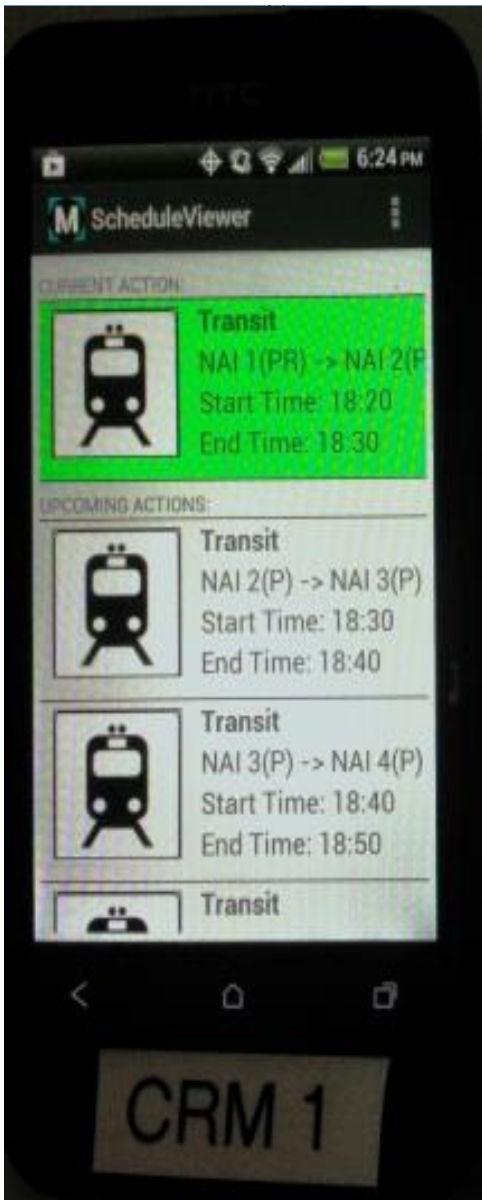 hTC
6:24 PM
M ScheduleViewer
CURRENT ACTION:
Transit
NAI 1(PR) -> NAI 2(P
Start Time: 18:20
End Time: 18:30
UPCOMING ACTIONS:
Transit
NAI 2(P) -> NAI 3(P)
Start Time: 18:30
End Time: 18:40
Transit
NAI 3(P) -> NAI 4(P)
Start Time: 18:40
End Time: 18:50
Transit
CRM 1